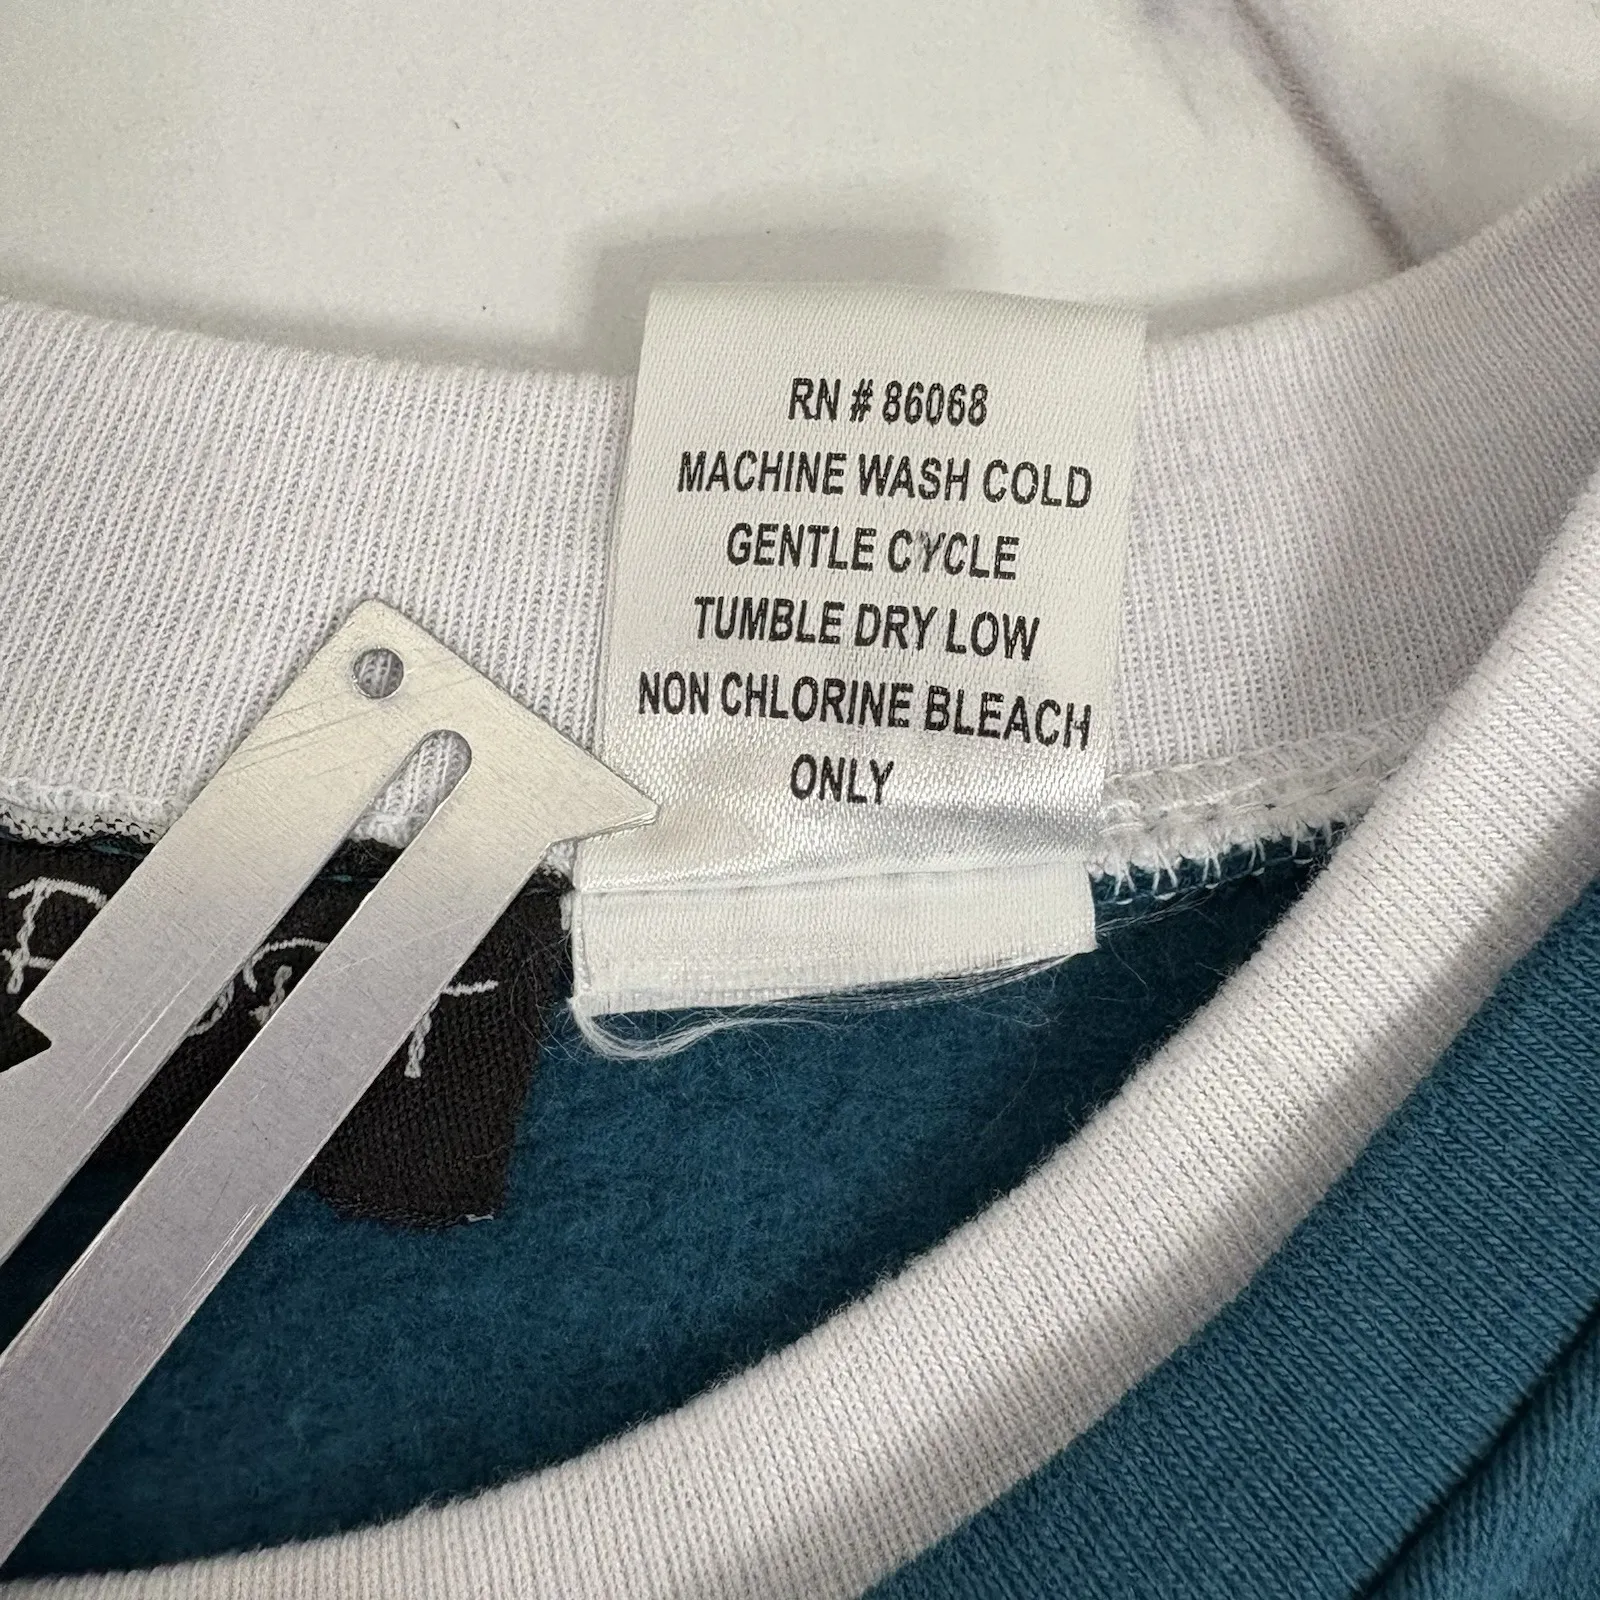 RN # 86068
MACHINE WASH COLD
GENTLE CYCLE
TUMBLE DRY LOW
NON CHLORINE BLEACH
ONLY